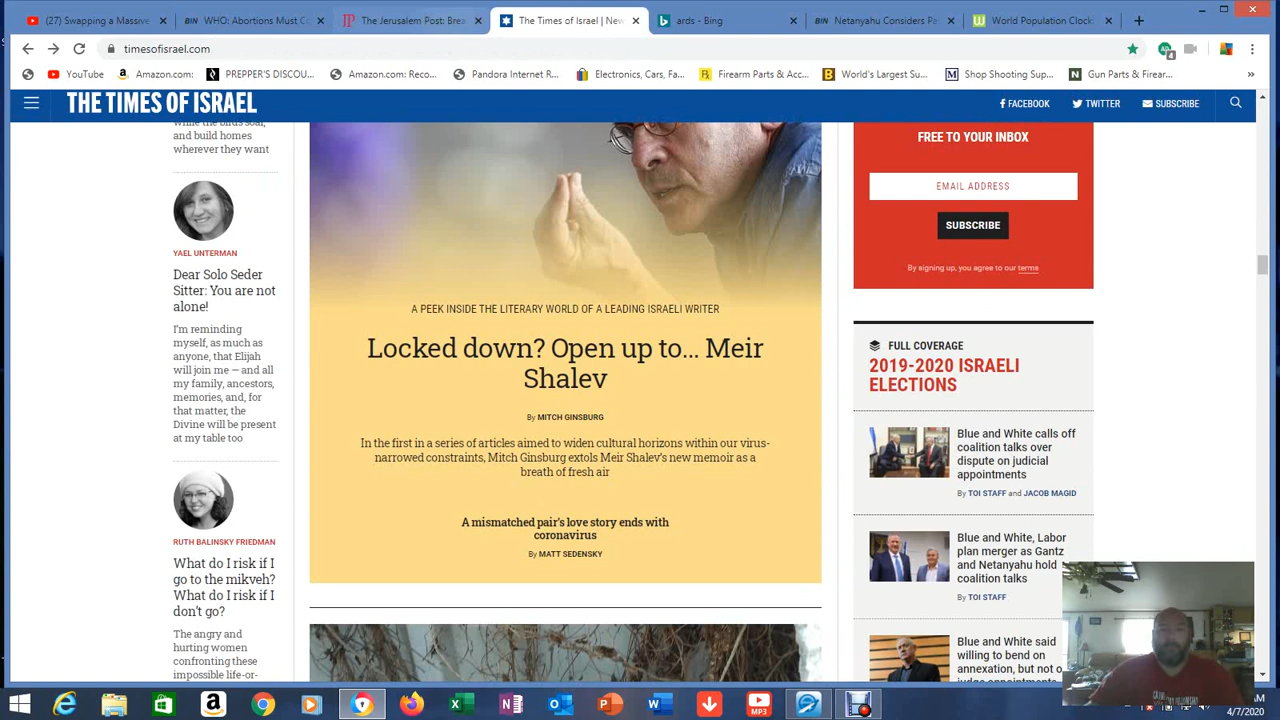 (27) Swapping a Massive
WHO: Abortions Must Co
The Jerusalem Post: Brea
The Times of Israel | New
ards - Bing
Netanyahu Considers Pa
World Population Clock
timesofisrael.com
YouTube
Amazon.com:
PREPPER'S DISCOU...
Amazon.com: Reco...
Pandora Internet R...
Electronics, Cars, Fa...
Firearm Parts & Acc...
World's Largest Su...
Shop Shooting Sup...
Gun Parts & Firear...
THE TIMES OF ISRAEL
FACEBOOK
TWITTER
SUBSCRIBE
while the birds soar,
and build homes
wherever they want
YAEL UNTERMAN
Dear Solo Seder
Sitter: You are not
alone!
I'm reminding
myself, as much as
anyone, that Elijah
will join me — and all
my family, ancestors,
memories, and, for
that matter, the
Divine will be present
at my table too
RUTH BALINSKY FRIEDMAN
What do I risk if I
go to the mikveh?
What do I risk if I
don't go?
The angry and
hurting women
confronting these
impossible life-or-
A PEEK INSIDE THE LITERARY WORLD OF A LEADING ISRAELI WRITER
Locked down? Open up to... Meir
Shalev
By MITCH GINSBURG
In the first in a series of articles aimed to widen cultural horizons within our virus-
narrowed constraints, Mitch Ginsburg extols Meir Shalev's new memoir as a
breath of fresh air
A mismatched pair's love story ends with
coronavirus
By MATT SEDENSKY
FREE TO YOUR INBOX
EMAIL ADDRESS
SUBSCRIBE
By signing up, you agree to our terms
FULL COVERAGE
2019-2020 ISRAELI
ELECTIONS
Blue and White calls off
coalition talks over
dispute on judicial
appointments
By TOI STAFF and JACOB MAGID
Blue and White, Labor
plan merger as Gantz
and Netanyahu hold
coalition talks
By TOI STAFF
Blue and White said
willing to bend on
annexation, but not o
MP3
AM
4/7/2020